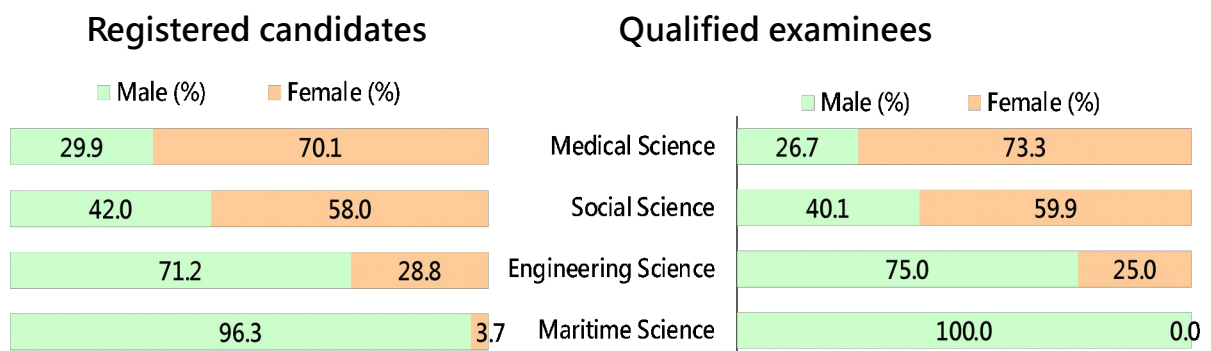 Registered candidates
Qualified examinees
Male (%) Female (%)
Male (%) Female (%)
29.9 70.1 Medical Science 26.7 73.3
42.0 58.0 Social Science 40.1 59.9
71.2 28.8 Engineering Science 75.0 25.0
96.3 3.7 Maritime Science 100.0 0.0